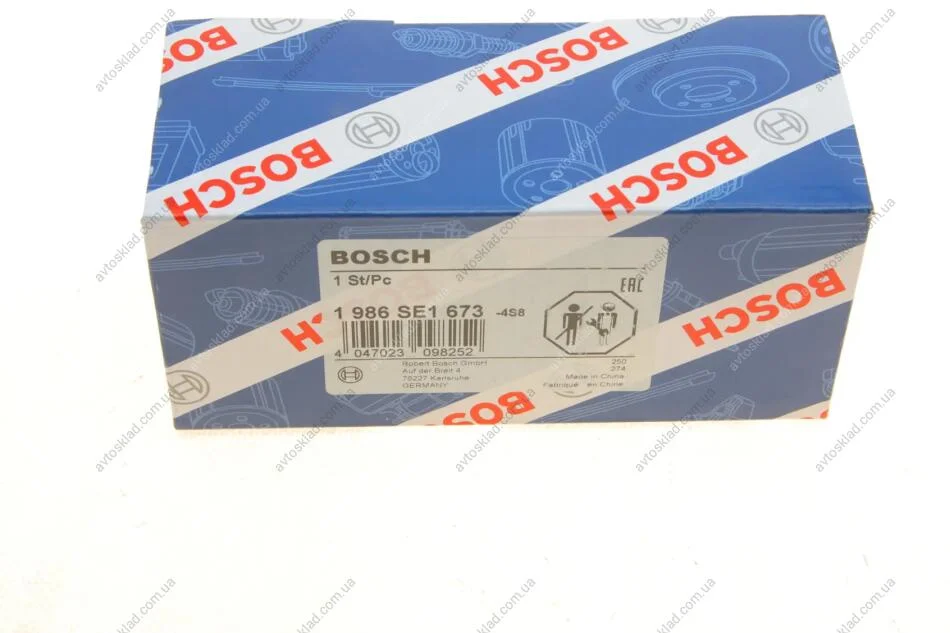 BOSCH
BOSCH
BOSCH
BOSCH
BOSCH
BOSCH
1 St/Pc
EAC
1 986 SE1 673 -4S8
4 047023 098252
Robert Bosch GmbH
Auf der Breit 4
76227 Karlsruhe
GERMANY
250
274
Made in China
Fabriqué en Chine
BOSCH
BOSCH
avtosklad.com.ua